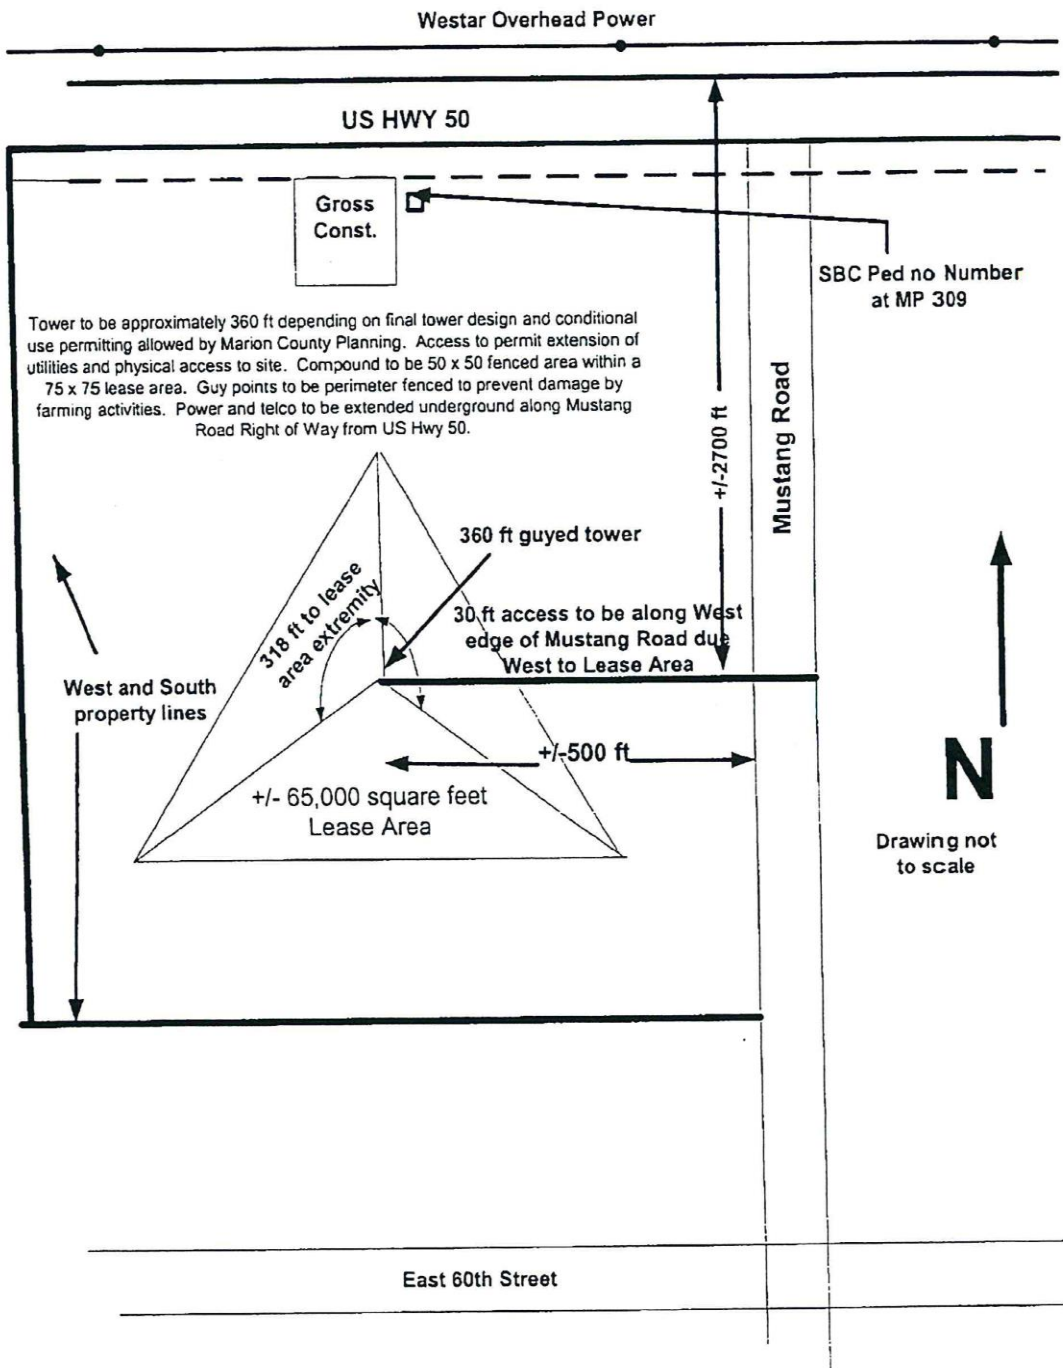 Westar Overhead Power
US HWY 50
Gross
Const.
SBC Ped no Number
at MP 309
Tower to be approximately 360 ft depending on final tower design and conditional
use permitting allowed by Marion County Planning. Access to permit extension of
utilities and physical access to site. Compound to be 50 x 50 fenced area within a
75 x 75 lease area. Guy points to be perimeter fenced to prevent damage by
farming activities. Power and telco to be extended underground along Mustang
Road Right of Way from US Hwy 50.
+/-2700 ft
Mustang Road
360 ft guyed tower
318 ft to lease
area extremity
30 ft access to be along West
edge of Mustang Road due
West to Lease Area
West and South
property lines
+/-500 ft
+/- 65,000 square feet
Lease Area
N
Drawing not
to scale
East 60th Street